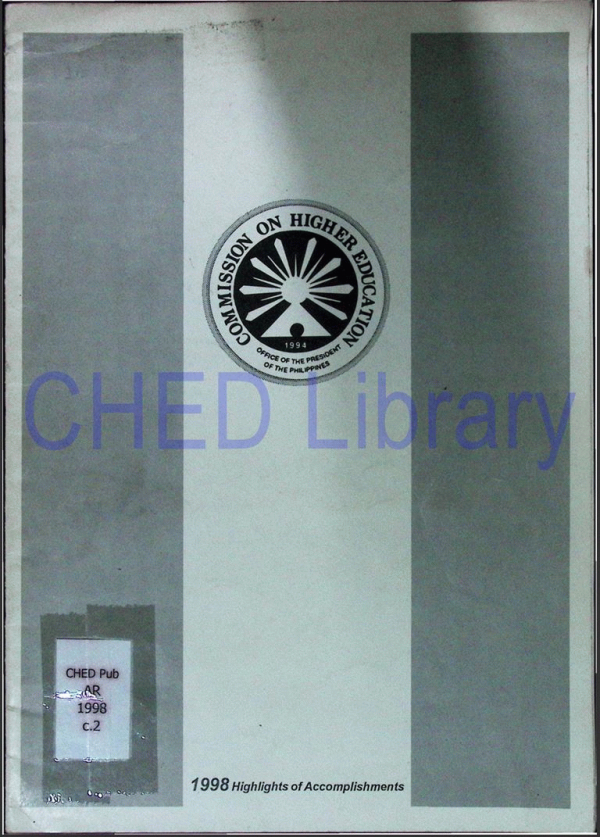 COMMISSION ON HIGHER EDUCATION
1994
OFFICE OF THE PRESIDENT
OF THE PHILIPPINES
CHED Library
CHED Pub
AR
1998
c.2
1998 Highlights of Accomplishments